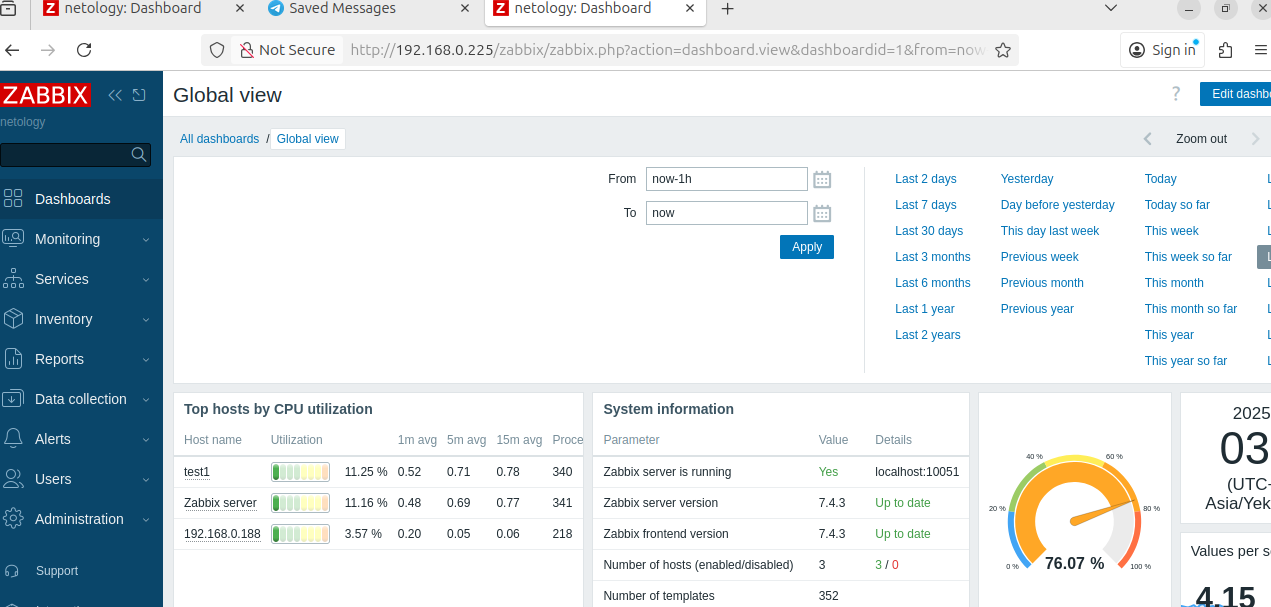 netology: Dashboard
Saved Messages
netology: Dashboard
Not Secure
http://192.168.0.225/zabbix/zabbix.php?action=dashboard.view&dashboardid=1&from=now
Sign in
ZABBIX
netology
Global view
? Edit dashb
All dashboards / Global view
Zoom out
Dashboards
Monitoring
Services
Inventory
Reports
Data collection
Alerts
Users
Administration
Support
From now-1h
To now
Apply
Last 2 days Yesterday Today
Last 7 days Day before yesterday Today so far
Last 30 days This day last week This week
Last 3 months Previous week This week so far
Last 6 months Previous month This month
Last 1 year Previous year This month so far
Last 2 years This year
This year so far
Top hosts by CPU utilization
Host name Utilization 1m avg 5m avg 15m avg Proce
test1 11.25 % 0.52 0.71 0.78 340
Zabbix server 11.16 % 0.48 0.69 0.77 341
192.168.0.188 3.57 % 0.20 0.05 0.06 218
System information
Parameter Value Details
Zabbix server is running Yes localhost:10051
Zabbix server version 7.4.3 Up to date
Zabbix frontend version 7.4.3 Up to date
Number of hosts (enabled/disabled) 3 3 / 0
Number of templates 352
40 % 60 %
20 % 80 %
0 % 76.07 % 100 %
2025
03
(UTC-
Asia/Yek
Values per s
4.15